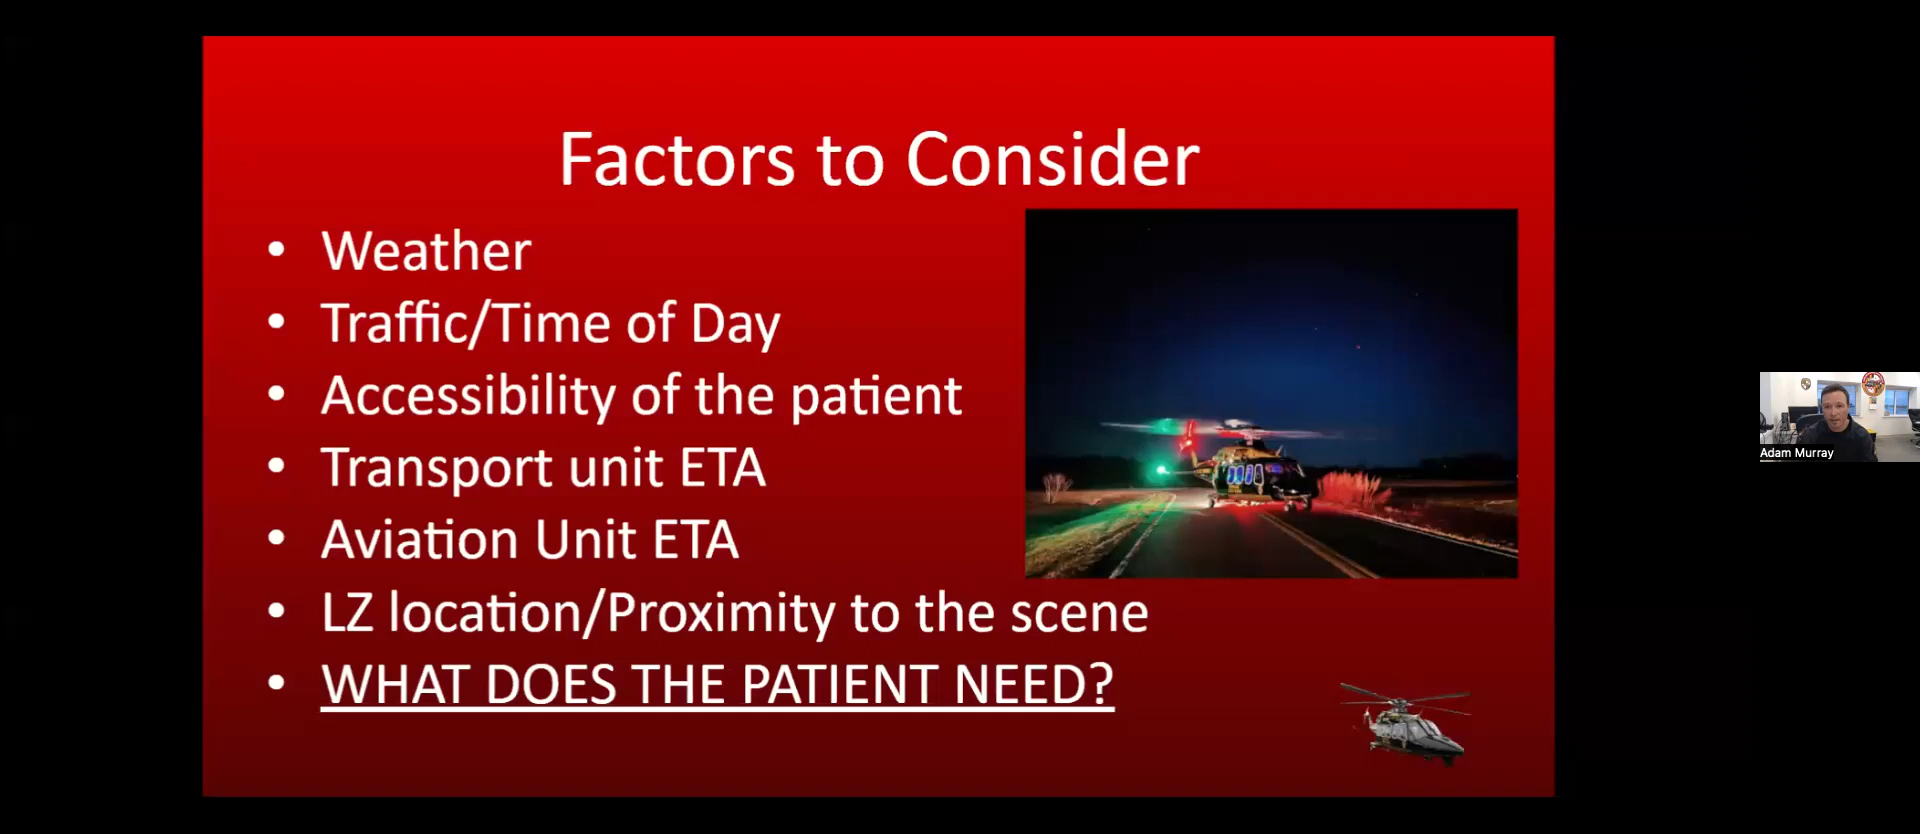 Factors to Consider
• Weather
• Traffic/Time of Day
• Accessibility of the patient
• Transport unit ETA
• Aviation Unit ETA
• LZ location/Proximity to the scene
• WHAT DOES THE PATIENT NEED?
Adam Murray